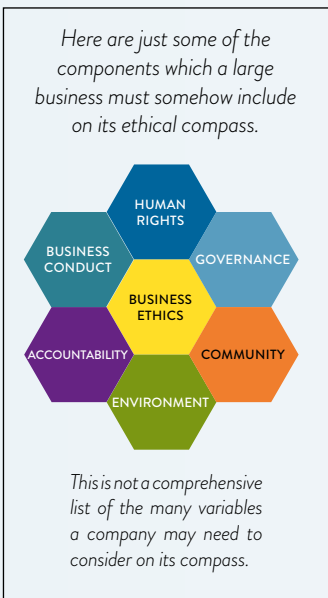 Here are just some of the
components which a large
business must somehow include
on its ethical compass.
HUMAN
RIGHTS
BUSINESS
CONDUCT
GOVERNANCE
BUSINESS
ETHICS
ACCOUNTABILITY
COMMUNITY
ENVIRONMENT
This is not a comprehensive
list of the many variables
a company may need to
consider on its compass.